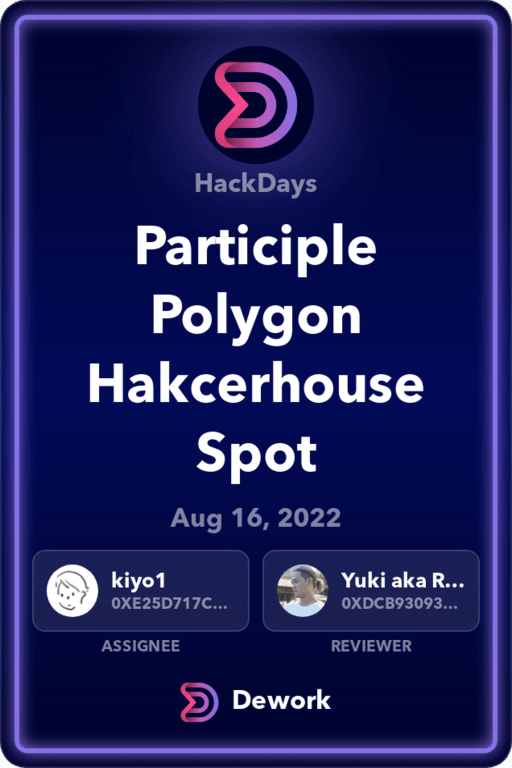 HackDays
Participle
Polygon
Hakcerhouse
Spot
Aug 16, 2022
kiyo1
0XE25D717C...
Yuki aka R...
0XDCB93093...
ASSIGNEE
REVIEWER
Dework